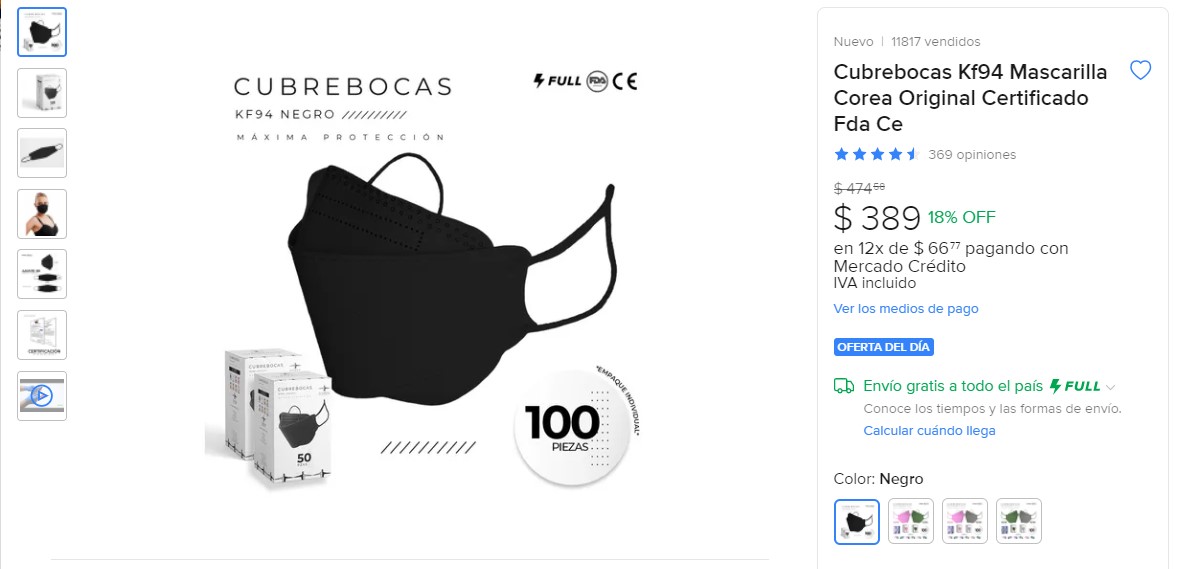 CUBREBOCAS
KF94 NEGRO //////////
MÁXIMA PROTECCIÓN
FULL FDA CE
CUBREBOCAS
CUBREBOCAS
50
*EMPAQUE INDIVIDUAL*
100
PIEZAS
//////////
CERTIFICACIÓN
Nuevo | 11817 vendidos
Cubrebocas Kf94 Mascarilla
Corea Original Certificado
Fda Ce
369 opiniones
$ 474 50
$ 389 18% OFF
en 12x de $ 66 77 pagando con
Mercado Crédito
IVA incluido
Ver los medios de pago
OFERTA DEL DÍA
Envío gratis a todo el país FULL
Conoce los tiempos y las formas de envío.
Calcular cuándo llega
Color: Negro